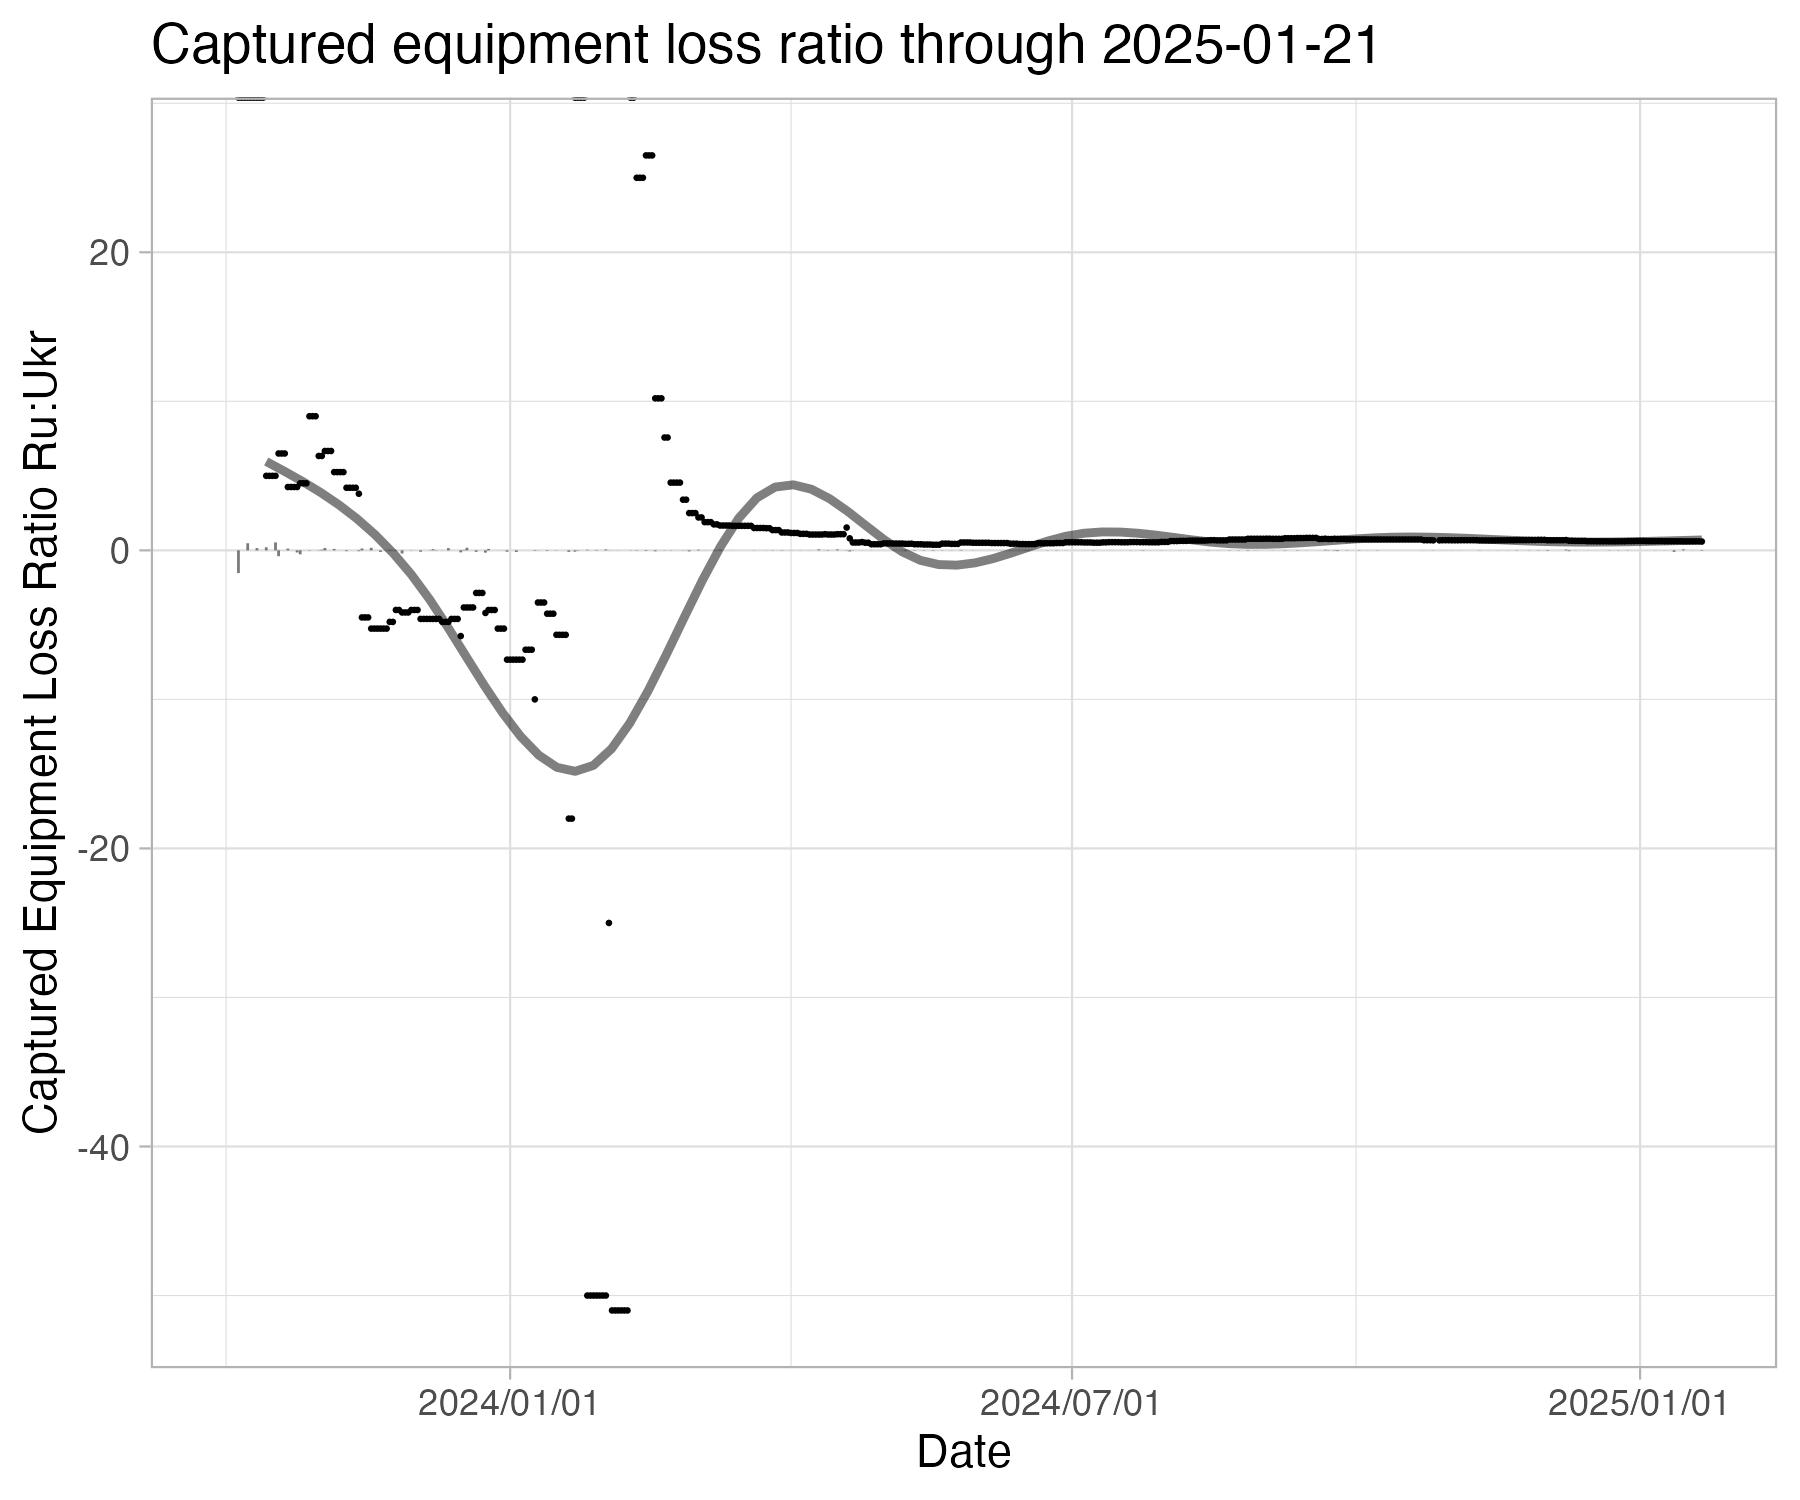 Captured equipment loss ratio through 2025-01-21
Captured Equipment Loss Ratio Ru:Ukr
20
0
-20
-40
2024/01/01
2024/07/01
2025/01/01
Date